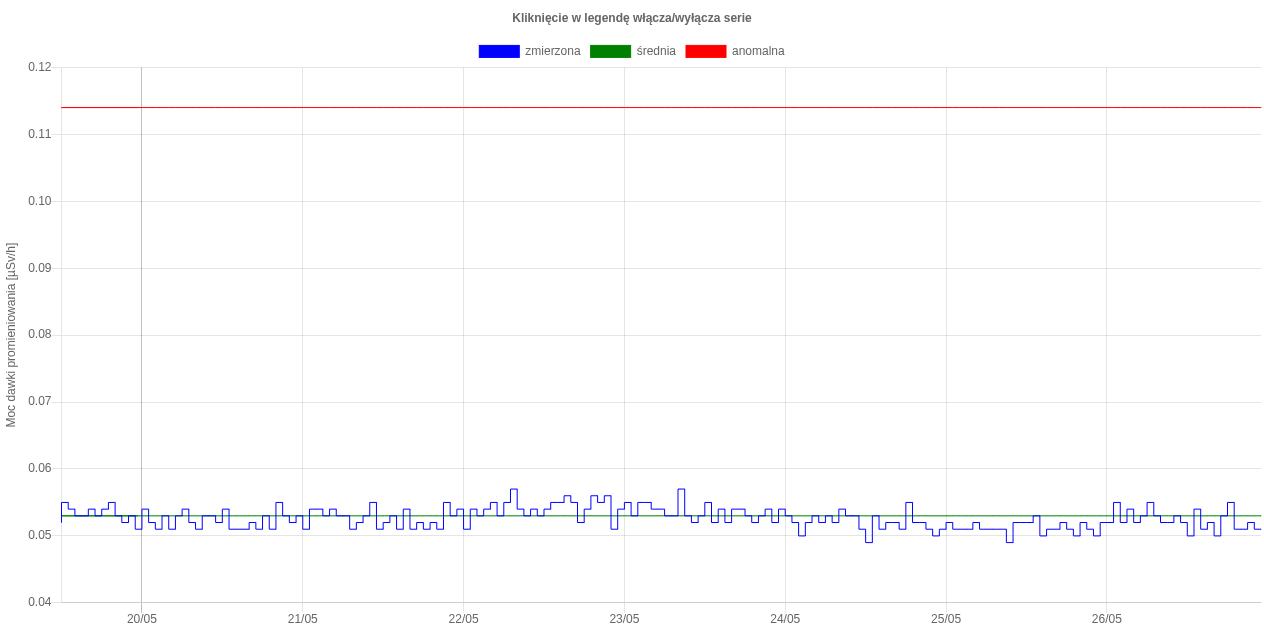 Kliknięcie w legendę włącza/wyłącza serie
zmierzona średnia anomalna
Moc dawki promieniowania [µSv/h]
0.12
0.11
0.10
0.09
0.08
0.07
0.06
0.05
0.04
20/05 21/05 22/05 23/05 24/05 25/05 26/05